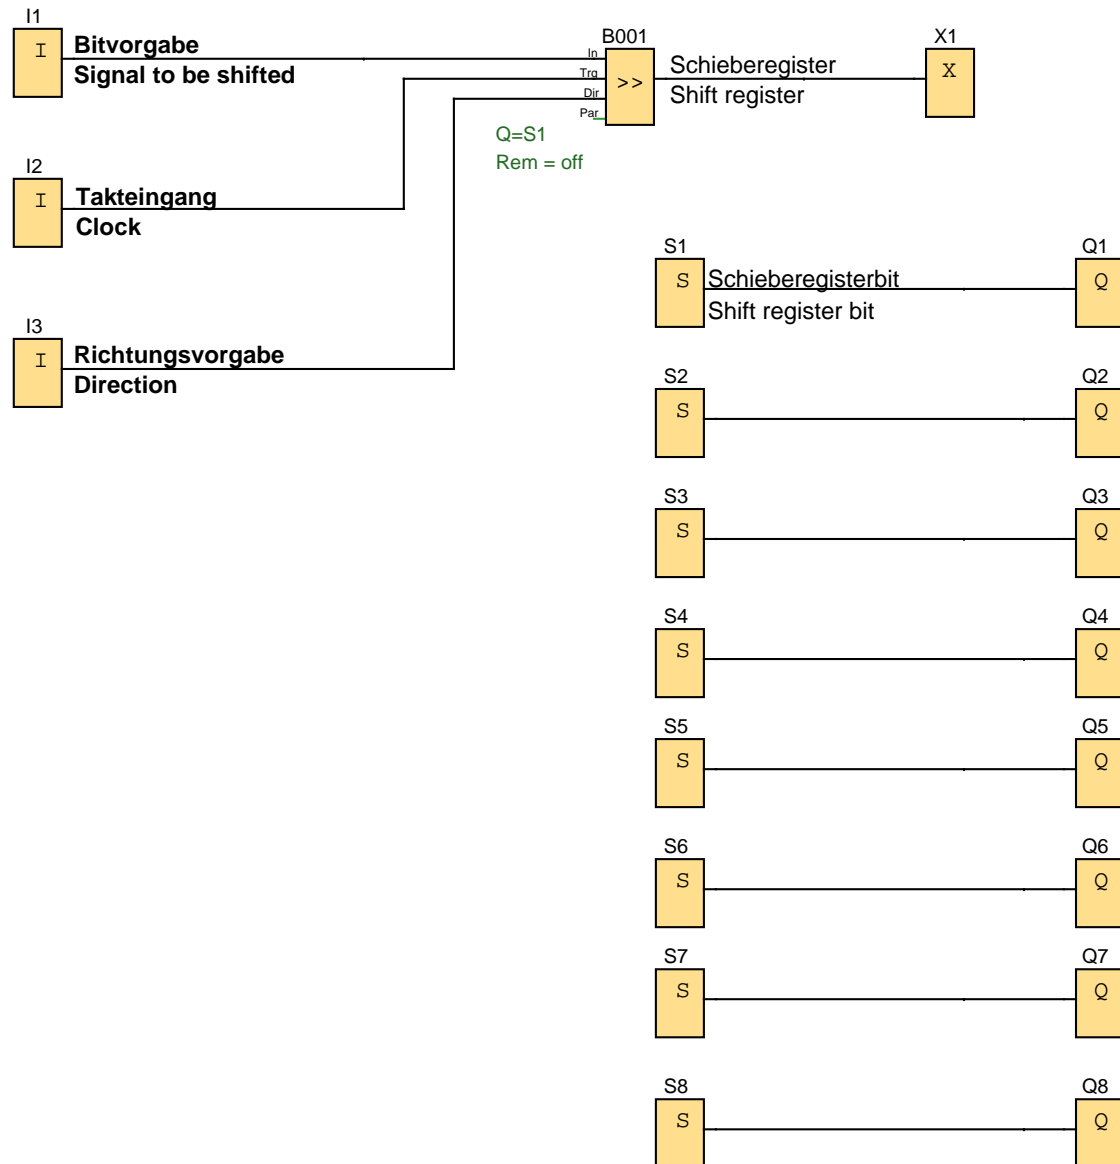 I1
I
Bitvorgabe
Signal to be shifted
B001
In
Trg
Dir
Par
>>
Q=S1
Rem = off
Schieberegister
Shift register
X1
X
I2
I
Takteingang
Clock
I3
I
Richtungsvorgabe
Direction
S1
S
Schieberegisterbit
Shift register bit
Q1
Q
S2
S
Q2
Q
S3
S
Q3
Q
S4
S
Q4
Q
S5
S
Q5
Q
S6
S
Q6
Q
S7
S
Q7
Q
S8
S
Q8
Q